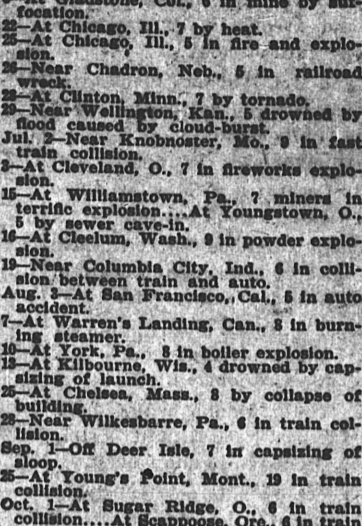 Gladstone, Col., 6 in mine by suf-
focation.
22—At Chicago, Ill., 7 by heat.
25—At Chicago, Ill., 5 in fire and explo-
sion.
26—Near Chadron, Neb., 5 in railroad
wreck.
28—At Clinton, Minn., 7 by tornado.
29—Near Wellington, Kan., 5 drowned by
flood caused by cloud-burst.
Jul. 2—Near Knobnoster, Mo., 9 in fast
train collision.
3—At Cleveland, O., 7 in fireworks explo-
sion.
15—At Williamstown, Pa., 7 miners in
terrific explosion....At Youngstown, O.,
5 by sewer cave-in.
16—At Cleelum, Wash., 9 in powder explo-
sion.
19—Near Columbia City, Ind., 6 in colli-
sion between train and auto.
Aug. 3—At San Francisco, Cal., 5 in auto
accident.
7—At Warren's Landing, Can., 8 in burn-
ing steamer.
10—At York, Pa., 8 in boiler explosion.
13—At Kilbourne, Wis., 4 drowned by cap-
sizing of launch.
25—At Chelsea, Mass., 8 by collapse of
building.
28—Near Wilkesbarre, Pa., 6 in train col-
lision.
Sep. 1—Off Deer Isle, 7 in capsizing of
sloop.
25—At Young's Point, Mont., 19 in train
collision.
Oct. 1—At Sugar Ridge, O., 6 in train
collision....At Scappoose, Ore., in train